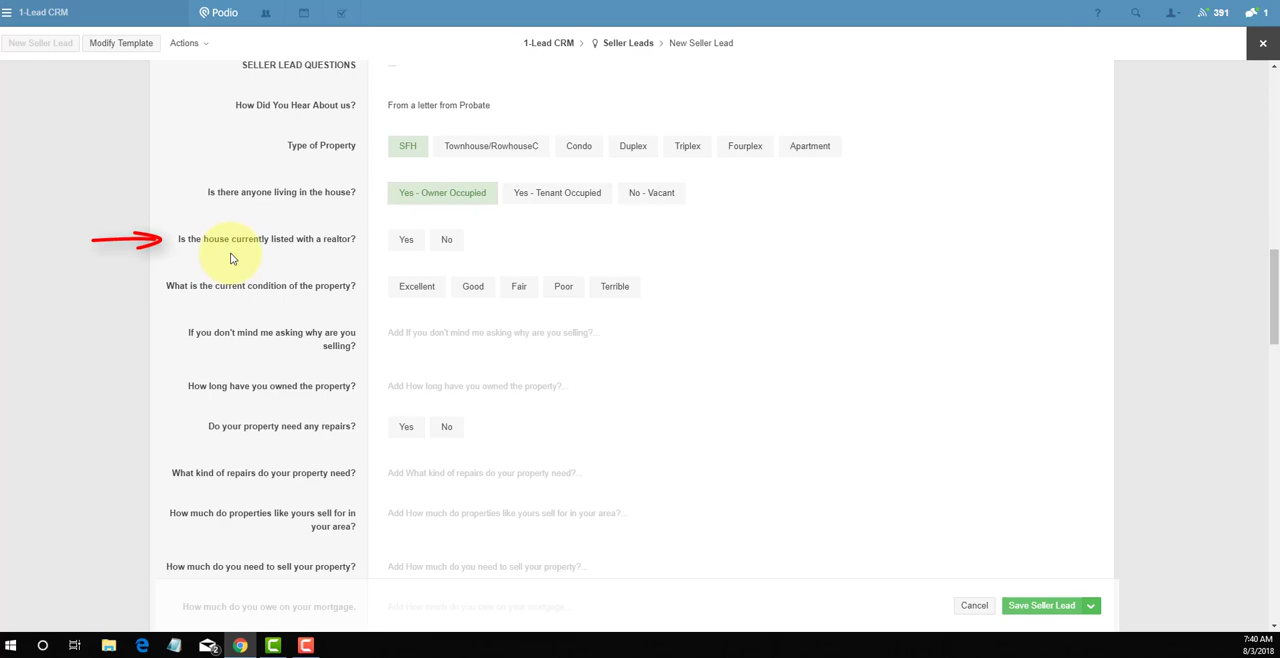 1-Lead CRM
Podio
391
1
New Seller Lead
Modify Template
Actions
1-Lead CRM > Seller Leads > New Seller Lead
SELLER LEAD QUESTIONS
—
How Did You Hear About us?
From a letter from Probate
Type of Property
SFH
Townhouse/RowhouseC
Condo
Duplex
Triplex
Fourplex
Apartment
Is there anyone living in the house?
Yes - Owner Occupied
Yes - Tenant Occupied
No - Vacant
Is the house currently listed with a realtor?
Yes
No
What is the current condition of the property?
Excellent
Good
Fair
Poor
Terrible
If you don't mind me asking why are you
selling?
Add If you don't mind me asking why are you selling?...
How long have you owned the property?
Add How long have you owned the property?...
Do your property need any repairs?
Yes
No
What kind of repairs do your property need?
Add What kind of repairs do your property need?...
How much do properties like yours sell for in
your area?
Add How much do properties like yours sell for in your area?...
How much do you need to sell your property?
Add How much do you need to sell your property?...
How much do you owe on your mortgage.
Add How much do you owe on your mortgage....
Cancel
Save Seller Lead
2
7:40 AM
8/3/2018